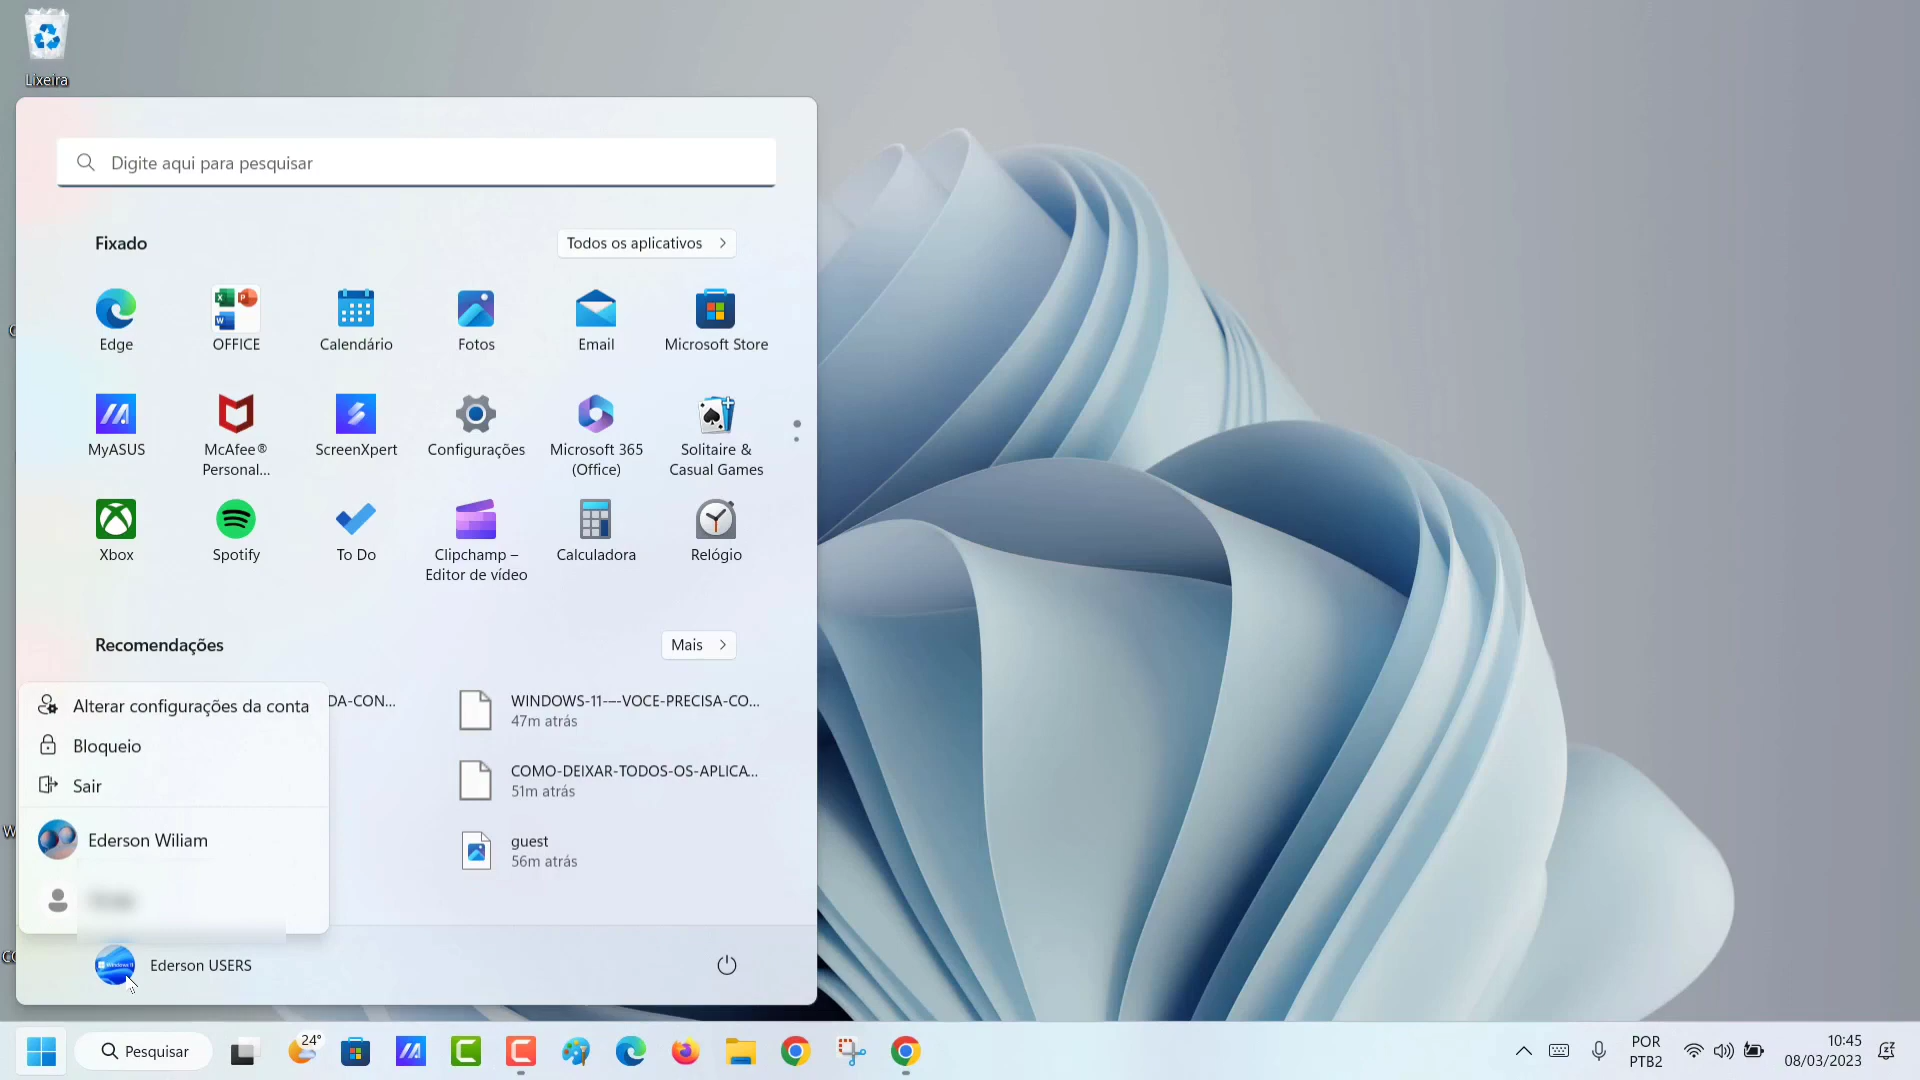 Lixeira
Digite aqui para pesquisar
Fixado
Todos os aplicativos
Edge
OFFICE
Calendário
Fotos
Email
Microsoft Store
MyASUS
McAfee®
Personal...
ScreenXpert
Configurações
Microsoft 365
(Office)
Solitaire &
Casual Games
Xbox
Spotify
To Do
Clipchamp –
Editor de vídeo
Calculadora
Relógio
Recomendações
Mais
DA-CON...
WINDOWS-11-–-VOCE-PRECISA-CO...
47m atrás
COMO-DEIXAR-TODOS-OS-APLICA...
51m atrás
guest
56m atrás
Alterar configurações da conta
Bloqueio
Sair
Ederson Wiliam
Ederson USERS
Pesquisar
24°
POR
PTB2
10:45
08/03/2023